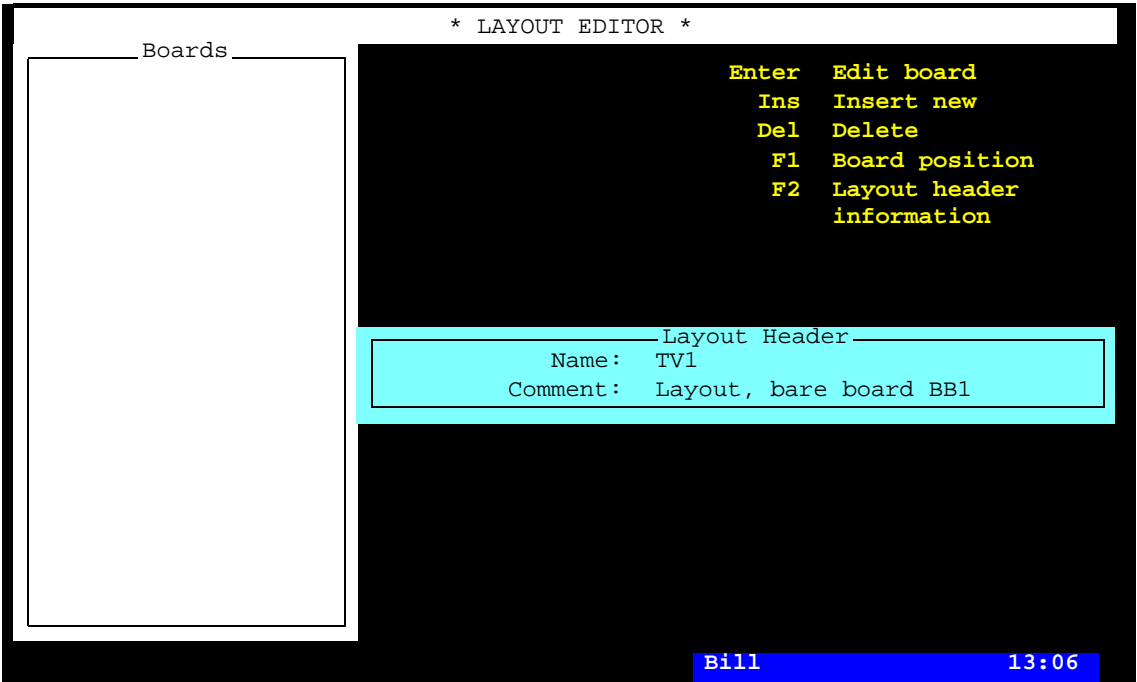 * LAYOUT EDITOR *
Boards
Enter Edit board
Ins Insert new
Del Delete
F1 Board position
F2 Layout header
information
Layout Header
Name: TV1
Comment: Layout, bare board BB1
Bill 13:06